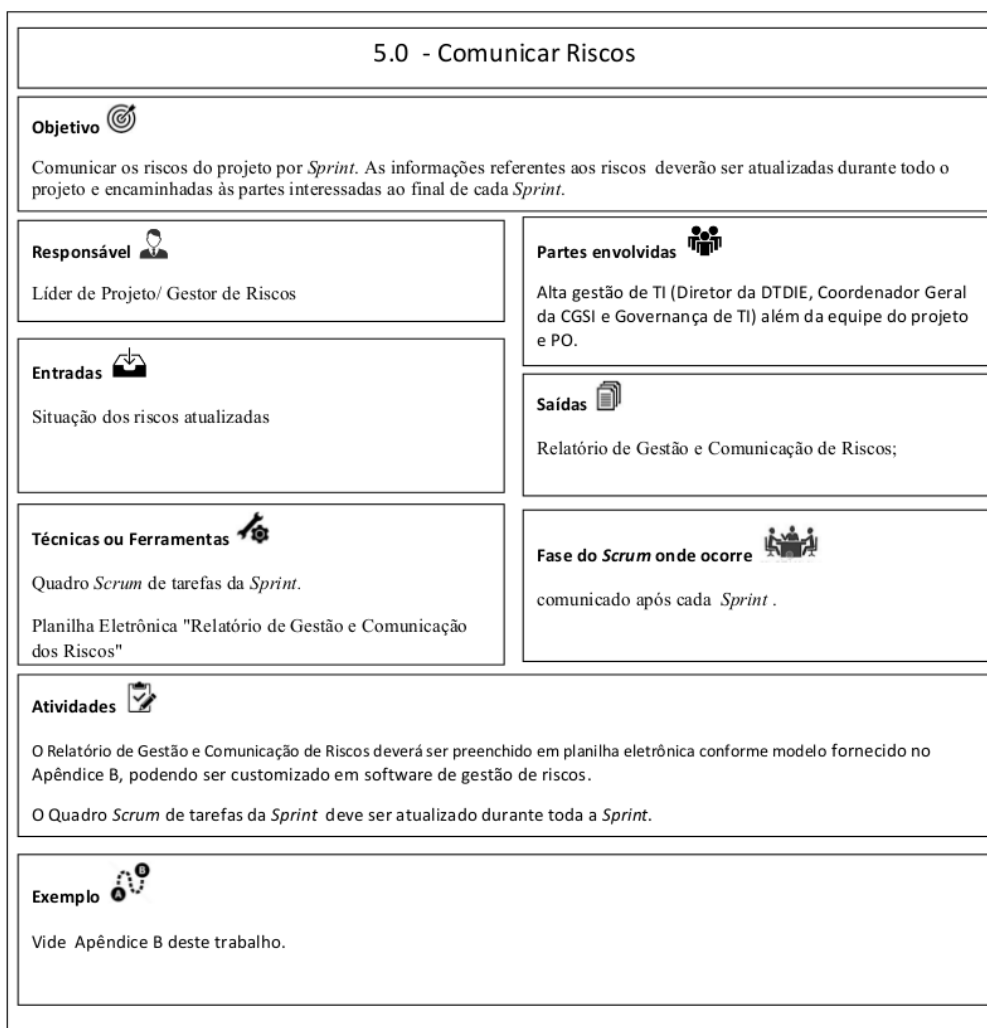 5.0 - Comunicar Riscos
Objetivo
Comunicar os riscos do projeto por Sprint. As informações referentes aos riscos deverão ser atualizadas durante todo o
projeto e encaminhadas às partes interessadas ao final de cada Sprint.
Responsável
Líder de Projeto/ Gestor de Riscos
Partes envolvidas
Alta gestão de TI (Diretor da DTDIE, Coordenador Geral
da CGSI e Governança de TI) além da equipe do projeto
e PO.
Entradas
Situação dos riscos atualizadas
Saídas
Relatório de Gestão e Comunicação de Riscos;
Técnicas ou Ferramentas
Quadro Scrum de tarefas da Sprint.
Planilha Eletrônica "Relatório de Gestão e Comunicação
dos Riscos"
Fase do Scrum onde ocorre
comunicado após cada Sprint .
Atividades
O Relatório de Gestão e Comunicação de Riscos deverá ser preenchido em planilha eletrônica conforme modelo fornecido no
Apêndice B, podendo ser customizado em software de gestão de riscos.
O Quadro Scrum de tarefas da Sprint deve ser atualizado durante toda a Sprint.
Exemplo
A
B
Vide Apêndice B deste trabalho.